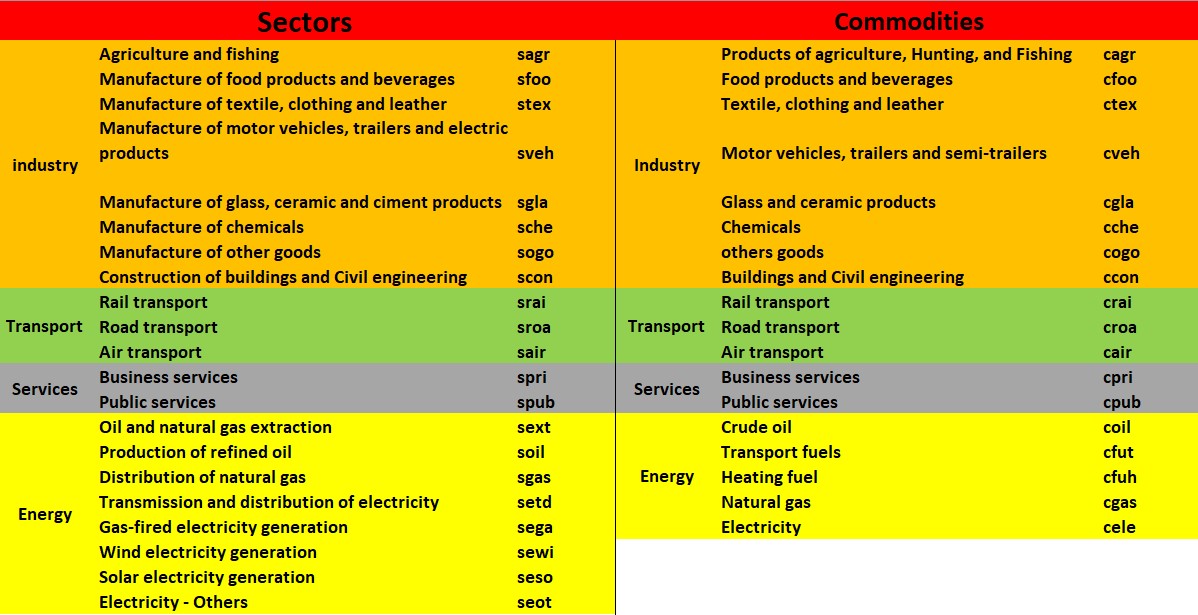 Sectors Commodities
Agriculture and fishing sagr Products of agriculture, Hunting, and Fishing cagr
Manufacture of food products and beverages sfoo Food products and beverages cfoo
Manufacture of textile, clothing and leather stex Textile, clothing and leather ctex
Manufacture of motor vehicles, trailers and electric
products sveh Motor vehicles, trailers and semi-trailers cveh
industry Industry
Manufacture of glass, ceramic and ciment products sgla Glass and ceramic products cgla
Manufacture of chemicals sche Chemicals cche
Manufacture of other goods sogo others goods cogo
Construction of buildings and Civil engineering scon Buildings and Civil engineering ccon
Rail transport srai Rail transport crai
Transport Road transport sroa Transport Road transport croa
Air transport sair Air transport cair
Business services spri Business services cpri
Services Services
Public services spub Public services cpub
Oil and natural gas extraction sext Crude oil coil
Production of refined oil soil Transport fuels cfut
Distribution of natural gas sgas Energy Heating fuel cfuh
Transmission and distribution of electricity setd Natural gas cgas
Energy
Gas-fired electricity generation sega Electricity cele
Wind electricity generation sewi
Solar electricity generation seso
Electricity - Others seot